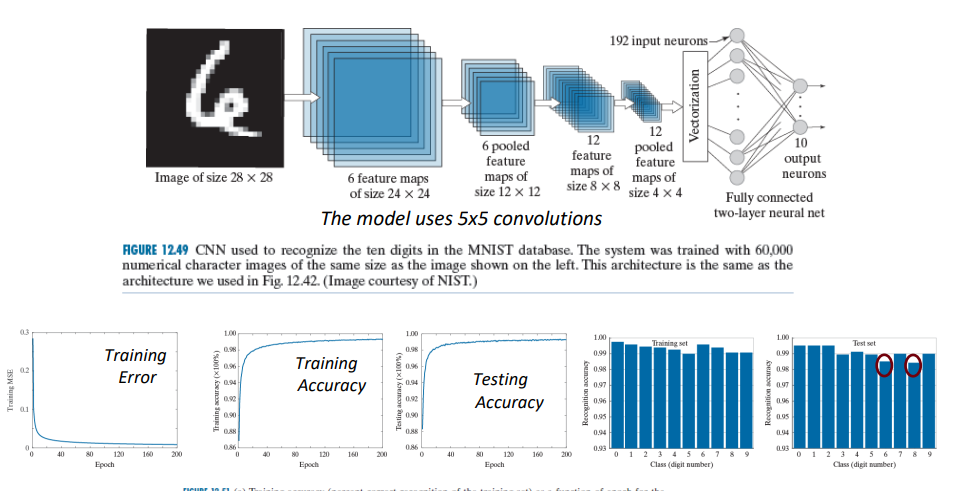 192 input neurons
Vectorization
Image of size 28 × 28
6 feature maps
of size 24 × 24
6 pooled
feature
maps of
size 12 × 12
12
feature
maps of
size 8 × 8
12
pooled
feature
maps of
size 4 × 4
10
output
neurons
Fully connected
two-layer neural net
The model uses 5x5 convolutions
FIGURE 12.49 CNN used to recognize the ten digits in the MNIST database. The system was trained with 60,000
numerical character images of the same size as the image shown on the left. This architecture is the same as the
architecture we used in Fig. 12.42. (Image courtesy of NIST.)
Training MSE
0.3
0.2
0.1
0
0 40 80 120 160 200
Epoch
Training
Error
Training accuracy (×100%)
1.00
0.98
0.96
0.94
0.92
0.90
0.88
0.86
0 40 80 120 160 200
Epoch
Training
Accuracy
Testing accuracy (×100%)
1.00
0.98
0.96
0.94
0.92
0.90
0.88
0.86
0 40 80 120 160 200
Epoch
Testing
Accuracy
Recognition accuracy
Training set
1.00
0.99
0.98
0.97
0.96
0.95
0.94
0.93
0 1 2 3 4 5 6 7 8 9
Class (digit number)
Recognition accuracy
Test set
1.00
0.99
0.98
0.97
0.96
0.95
0.94
0.93
0 1 2 3 4 5 6 7 8 9
Class (digit number)